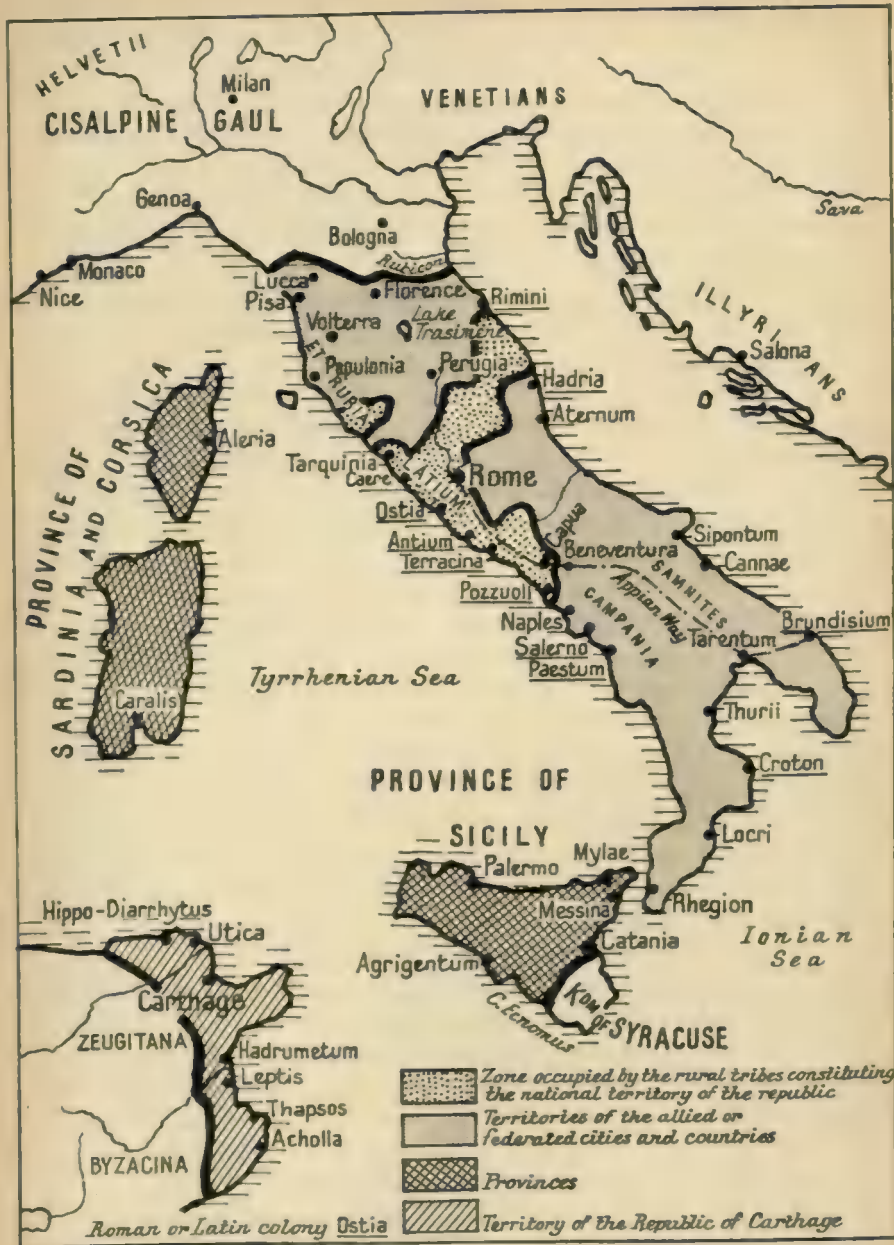 HELVETII
Milan
CISALPINE GAUL
VENETIANS
Genoa
Bologna
Rubicon
Sava
Monaco
Nice
Lucca
Pisa
Florence
Rimini
Lake
Trasimene
Volterra
ILLYRIANS
Salona
Populonia
Perugia
Hadria
ETRURIA
Aternum
PROVINCE OF
SARDINIA AND CORSICA
Aleria
Tarquinia
Caere
LATIUM
Rome
Ostia
Antium
Terracina
Capua
Beneventura
Sipontum
Cannae
SAMNITES
Appian Way
CAMPANIA
Pozzuoli
Naples
Salerno
Paestum
Tarentum
Brundisium
Caralis
Tyrrhenian Sea
Thurii
Croton
PROVINCE OF
SICILY
Locri
Palermo
Mylae
Messina
Rhegion
Hippo-Diarrhytus
Utica
Catania
Ionian
Sea
Agrigentum
Carthage
C. Ecnomus
KOM OF SYRACUSE
ZEUGITANA
Hadrumetum
Leptis
Thapsos
Acholla
BYZACINA
Zone occupied by the rural tribes constituting
the national territory of the republic
Territories of the allied or
federated cities and countries
Provinces
Roman or Latin colony Ostia
Territory of the Republic of Carthage